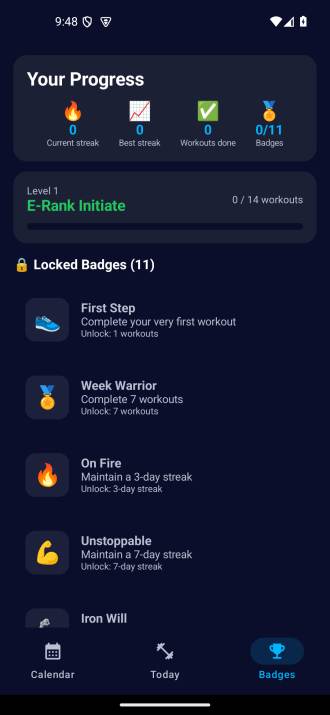 9:48
Your Progress
0
0
0
0/11
Current streak
Best streak
Workouts done
Badges
Level 1
E-Rank Initiate
0 / 14 workouts
Locked Badges (11)
First Step
Complete your very first workout
Unlock: 1 workouts
Week Warrior
Complete 7 workouts
Unlock: 7 workouts
On Fire
Maintain a 3-day streak
Unlock: 3-day streak
Unstoppable
Maintain a 7-day streak
Unlock: 7-day streak
Iron Will
Calendar
Today
Badges